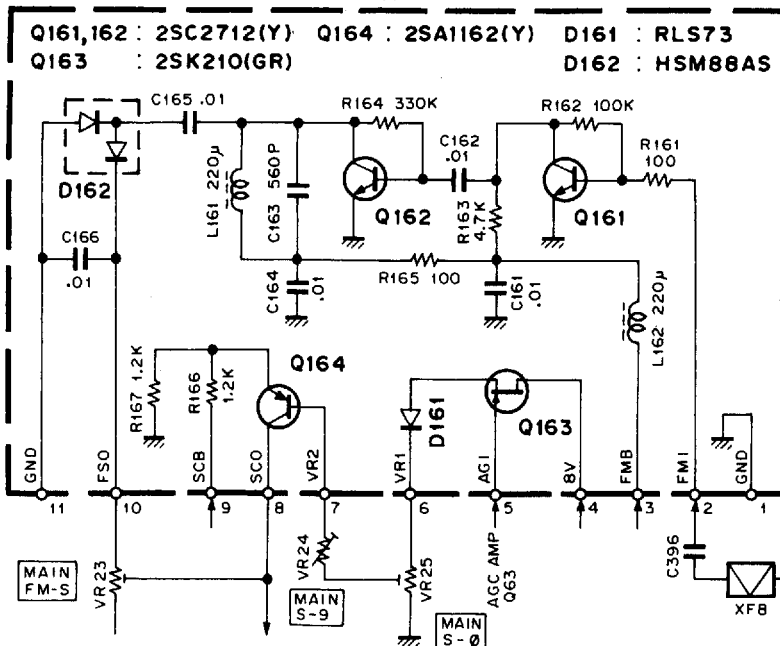 Q161,162 : 2SC2712(Y) Q164 : 2SA1162(Y) D161 : RLS73
Q163 : 2SK210(GR) D162 : HSM88AS
C165 .01
R164 330K
R162 100K
C162
.01
R161
100
D162
L161 220μ
C163 560P
Q162
R163
4.7K
Q161
C166
.01
C164
.01
R165 100
C161
.01
L162 220μ
R167 1.2K
R166
1.2K
Q164
D161
Q163
GND
FSO
SCB
SCO
VR2
VR1
AGI
8V
FMB
FMI
GND
11
10
9
8
7
6
5
4
3
2
1
MAIN
FM-S
VR23
VR24
MAIN
S-9
VR25
MAIN
S-Ø
AGC AMP
Q63
C396
XF8